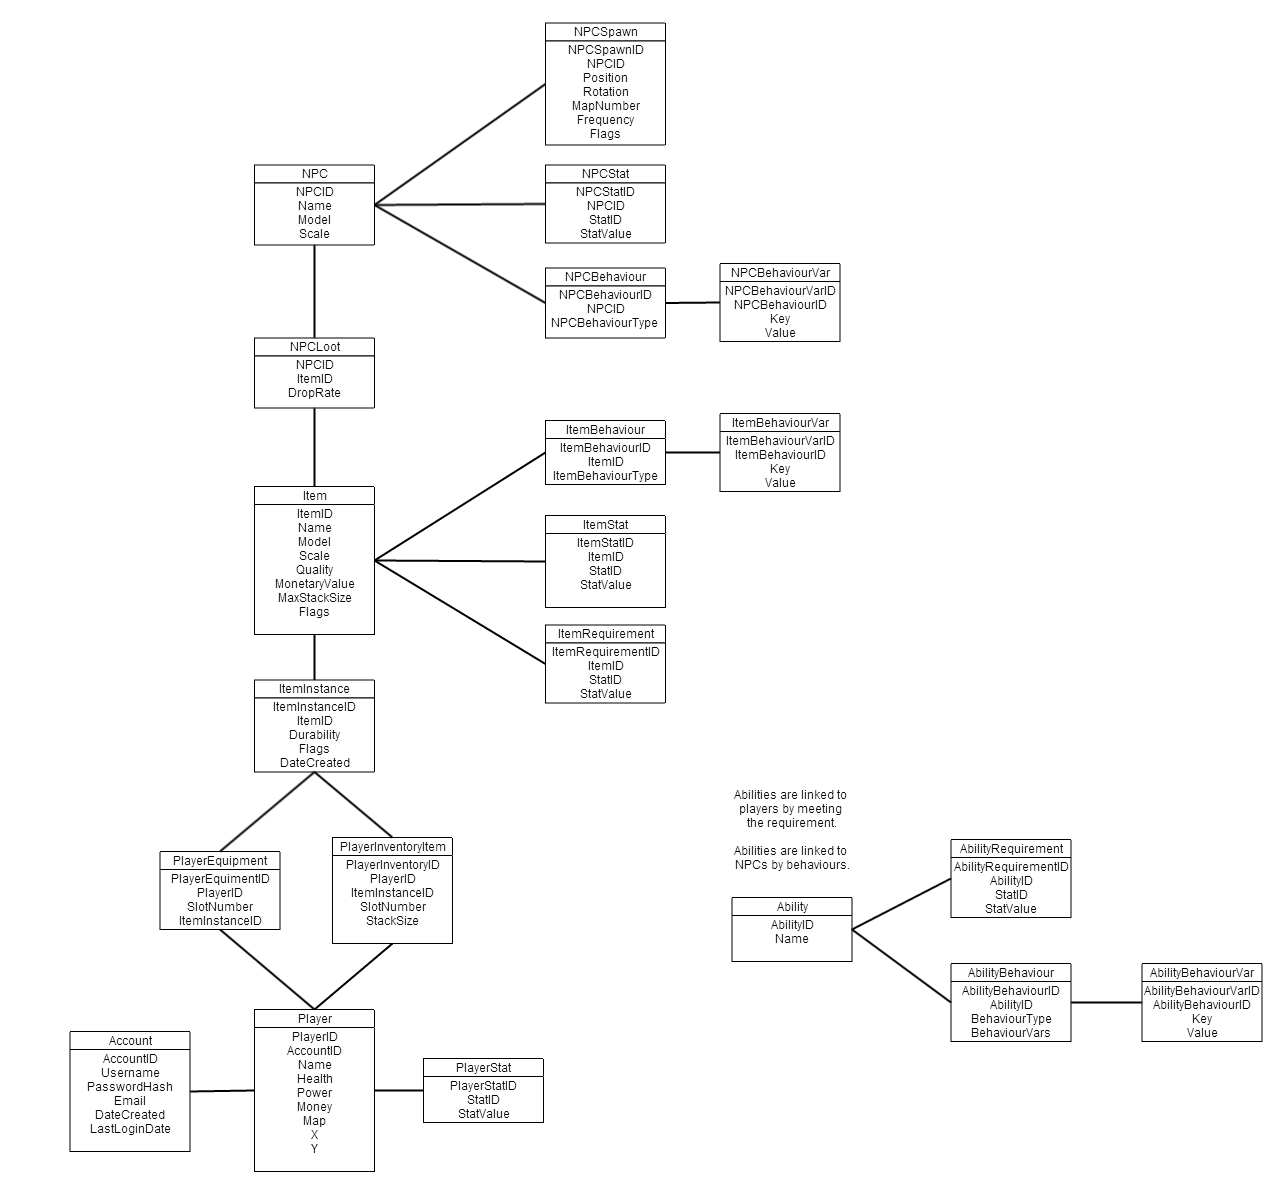 NPCSpawn
NPCSpawnID
NPCID
Position
Rotation
MapNumber
Frequency
Flags
NPC
NPCID
Name
Model
Scale
NPCStat
NPCStatID
NPCID
StatID
StatValue
NPCBehaviour
NPCBehaviourID
NPCID
NPCBehaviourType
NPCBehaviourVar
NPCBehaviourVarID
NPCBehaviourID
Key
Value
NPCLoot
NPCID
ItemID
DropRate
ItemBehaviour
ItemBehaviourID
ItemID
ItemBehaviourType
ItemBehaviourVar
ItemBehaviourVarID
ItemBehaviourID
Key
Value
Item
ItemID
Name
Model
Scale
Quality
MonetaryValue
MaxStackSize
Flags
ItemStat
ItemStatID
ItemID
StatID
StatValue
ItemRequirement
ItemRequirementID
ItemID
StatID
StatValue
ItemInstance
ItemInstanceID
ItemID
Durability
Flags
DateCreated
PlayerEquipment
PlayerEquimentID
PlayerID
SlotNumber
ItemInstanceID
PlayerInventoryItem
PlayerInventoryID
PlayerID
ItemInstanceID
SlotNumber
StackSize
Abilities are linked to
players by meeting
the requirement.
Abilities are linked to
NPCs by behaviours.
Ability
AbilityID
Name
AbilityRequirement
AbilityRequirementID
AbilityID
StatID
StatValue
AbilityBehaviour
AbilityBehaviourID
AbilityID
BehaviourType
BehaviourVars
AbilityBehaviourVar
AbilityBehaviourVarID
AbilityBehaviourID
Key
Value
Account
AccountID
Username
PasswordHash
Email
DateCreated
LastLoginDate
Player
PlayerID
AccountID
Name
Health
Power
Money
Map
X
Y
PlayerStat
PlayerStatID
StatID
StatValue